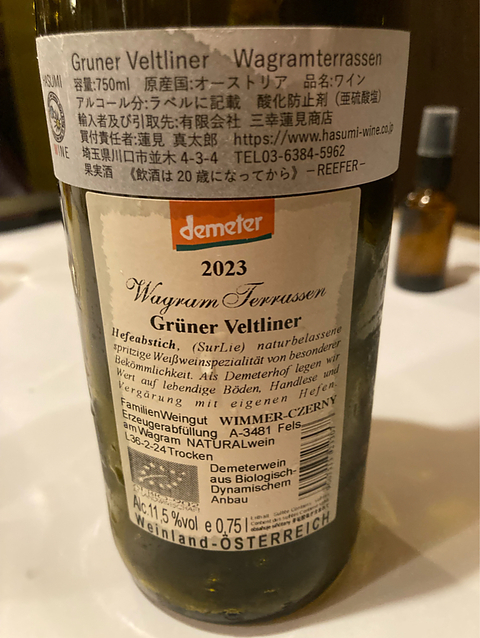 Gruner Veltliner Wagramterrassen
容量:750ml 原産国:オーストリア 品名:ワイン
アルコール分:ラベルに記載 酸化防止剤(亜硫酸塩)
輸入者及び引取先:有限会社 三幸蓮見商店
買付責任者:蓮見 真太郎 https://www.hasumi-wine.co.jp
埼玉県川口市並木4-3-4 TEL03-6384-5962
果実酒 《飲酒は20歳になってから》 －REEFER－
HASUMI
WINE
demeter
2023
Wagram Terrassen
Grüner Veltliner
Hefeabstich, (SurLie) naturbelassene
spritzige Weißweinspezialität von besonderer
Bekömmlichkeit. Als Demeterhof legen wir
Wert auf lebendige Böden, Handlese und
Vergärung mit eigenen Hefen.
FamilienWeingut WIMMER-CZERNY
Erzeugerabfüllung A-3481 Fels
am Wagram NATURALwein
L36-2-24 Trocken
Demeterwein
aus Biologisch-
Dynamischem
Anbau
Alc.11,5 %vol e 0,75 l
Weinland-ÖSTERREICH